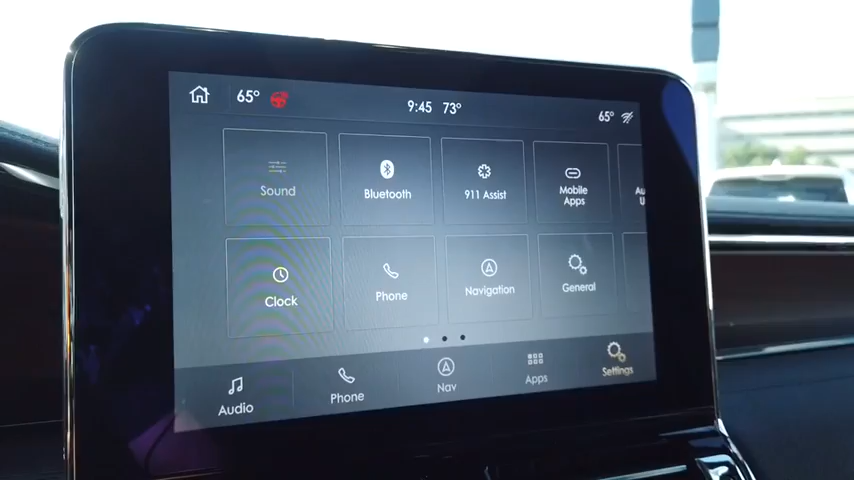 65° 9:45 73° 65°
Sound Bluetooth 911 Assist Mobile
Apps
Clock Phone Navigation General
Audio Phone Nav Apps Settings